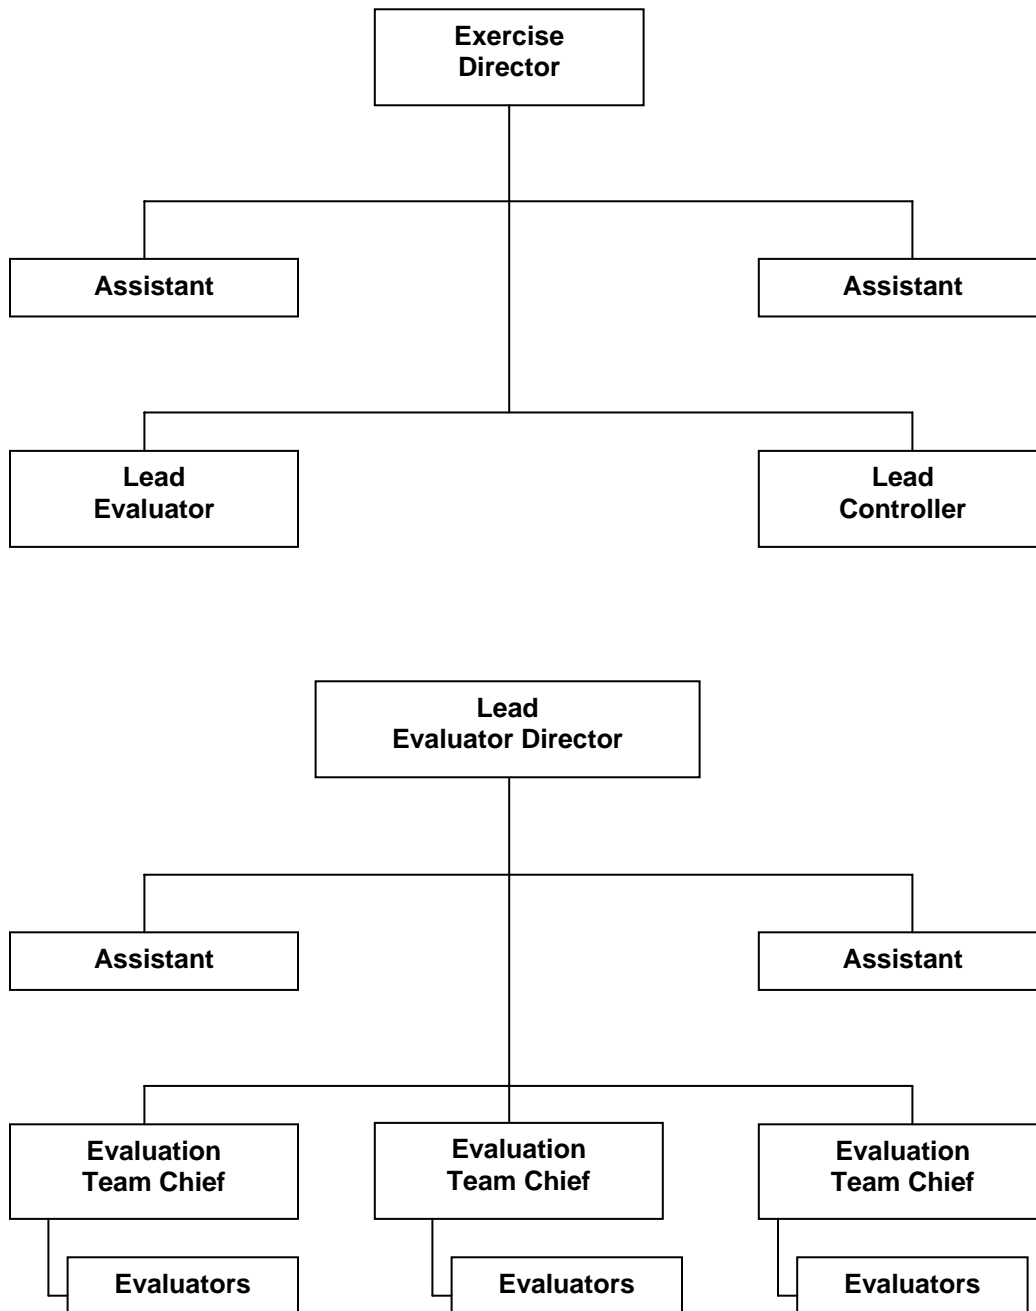 Exercise
Director
Assistant
Assistant
Lead
Evaluator
Lead
Controller
Lead
Evaluator Director
Assistant
Assistant
Evaluation
Team Chief
Evaluation
Team Chief
Evaluation
Team Chief
Evaluators
Evaluators
Evaluators